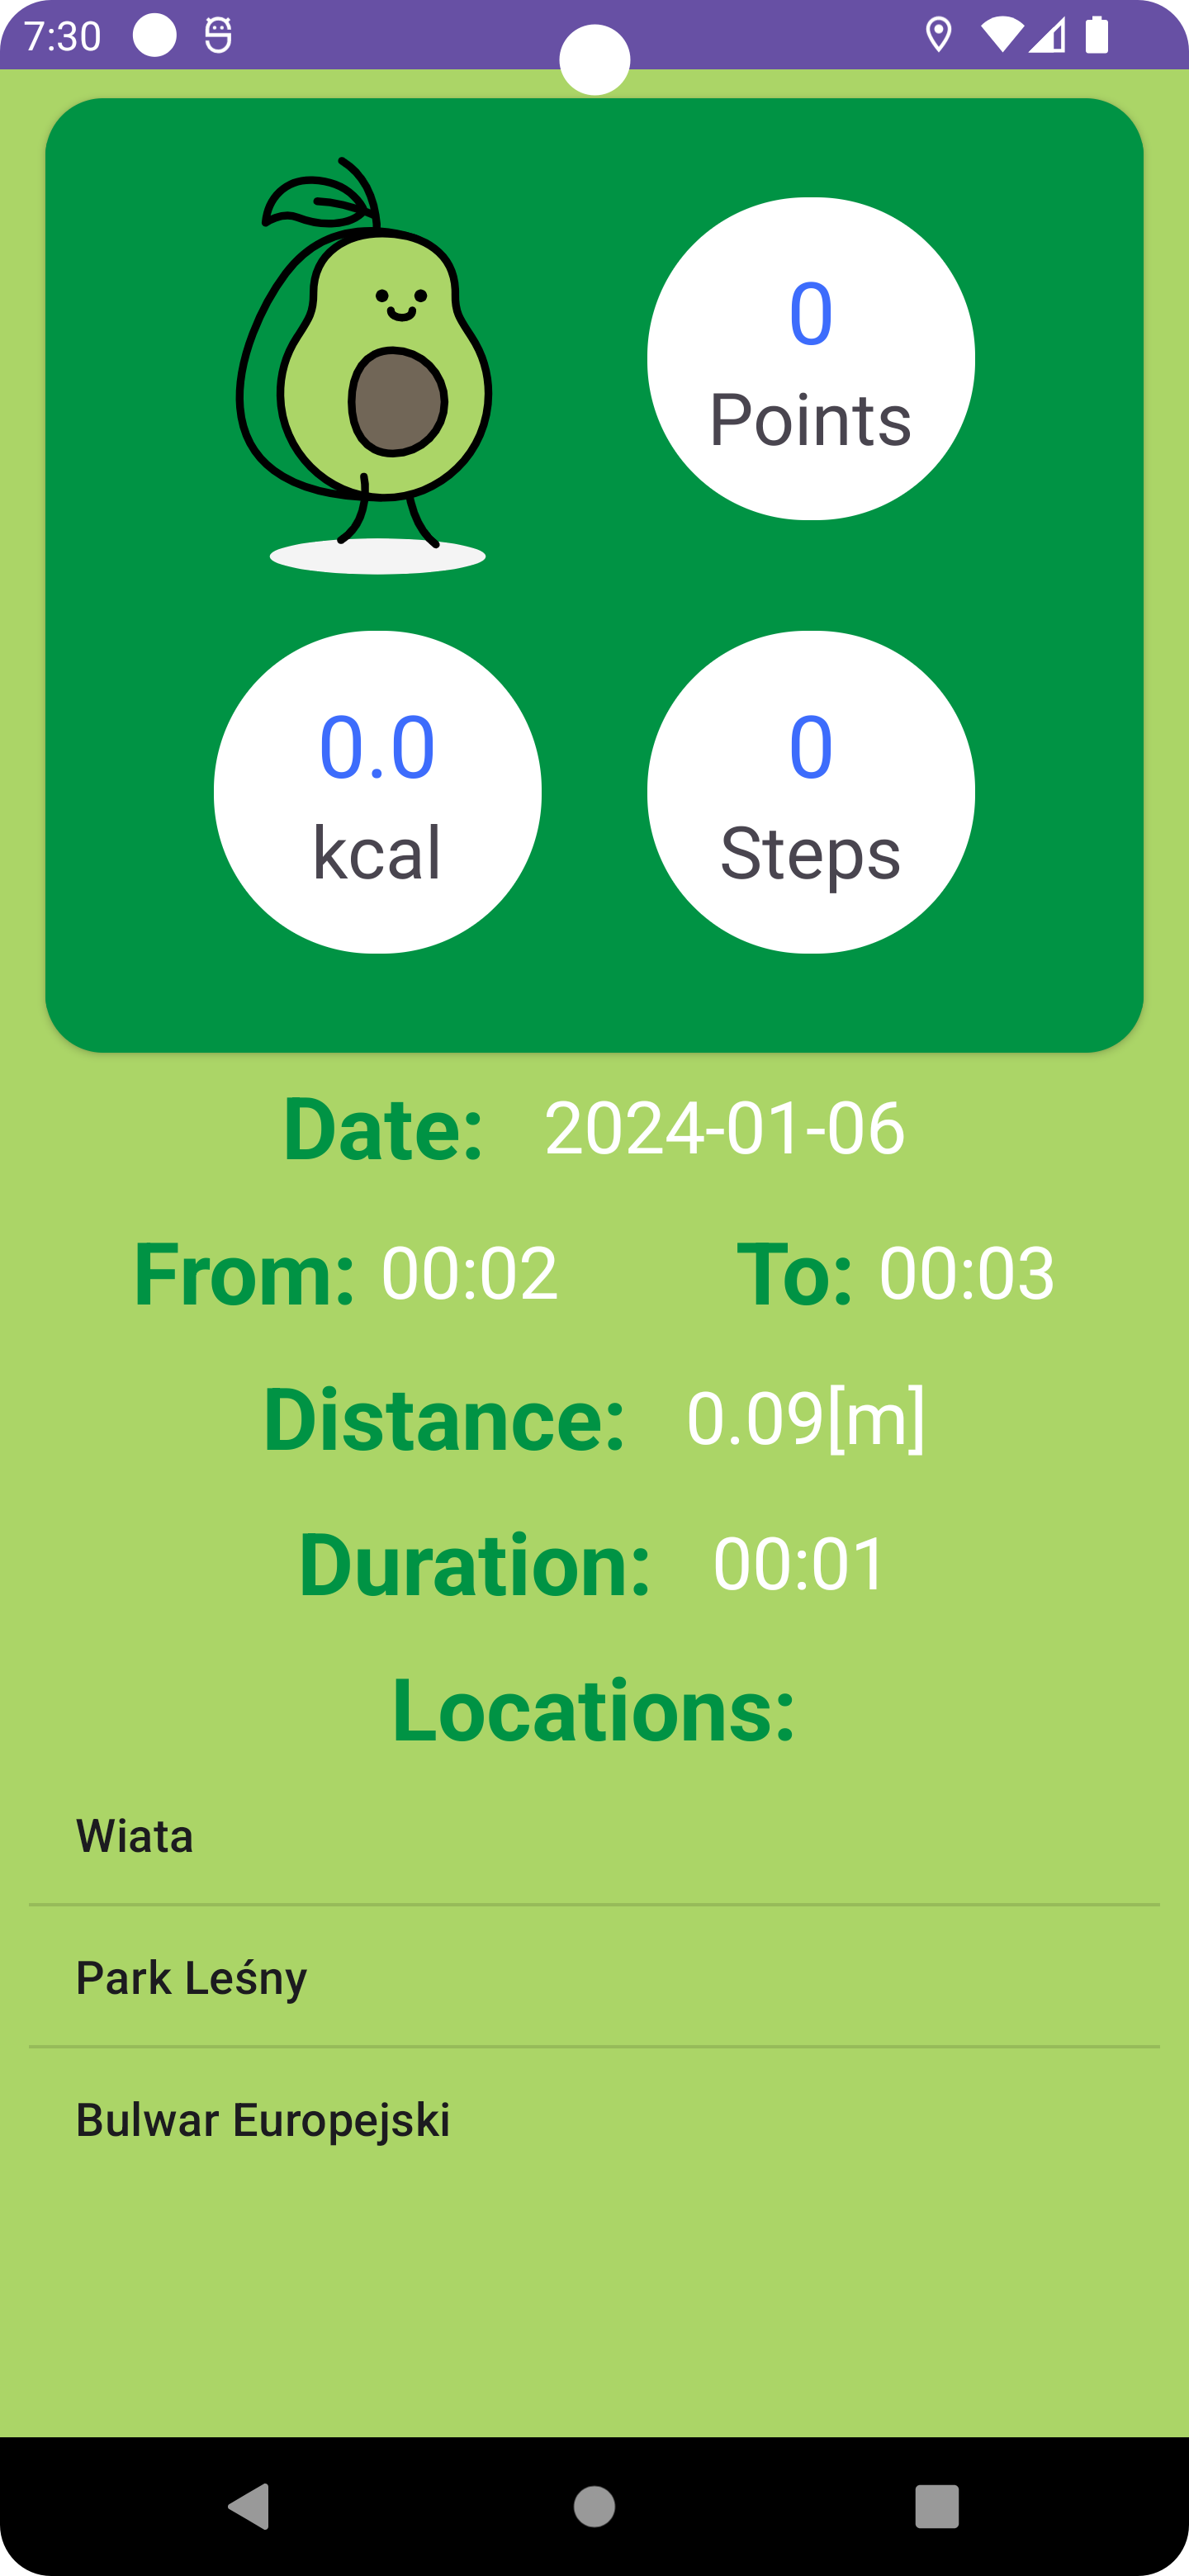 7:30
0
Points
0.0
kcal
0
Steps
Date: 2024-01-06
From: 00:02 To: 00:03
Distance: 0.09[m]
Duration: 00:01
Locations:
Wiata
Park Leśny
Bulwar Europejski